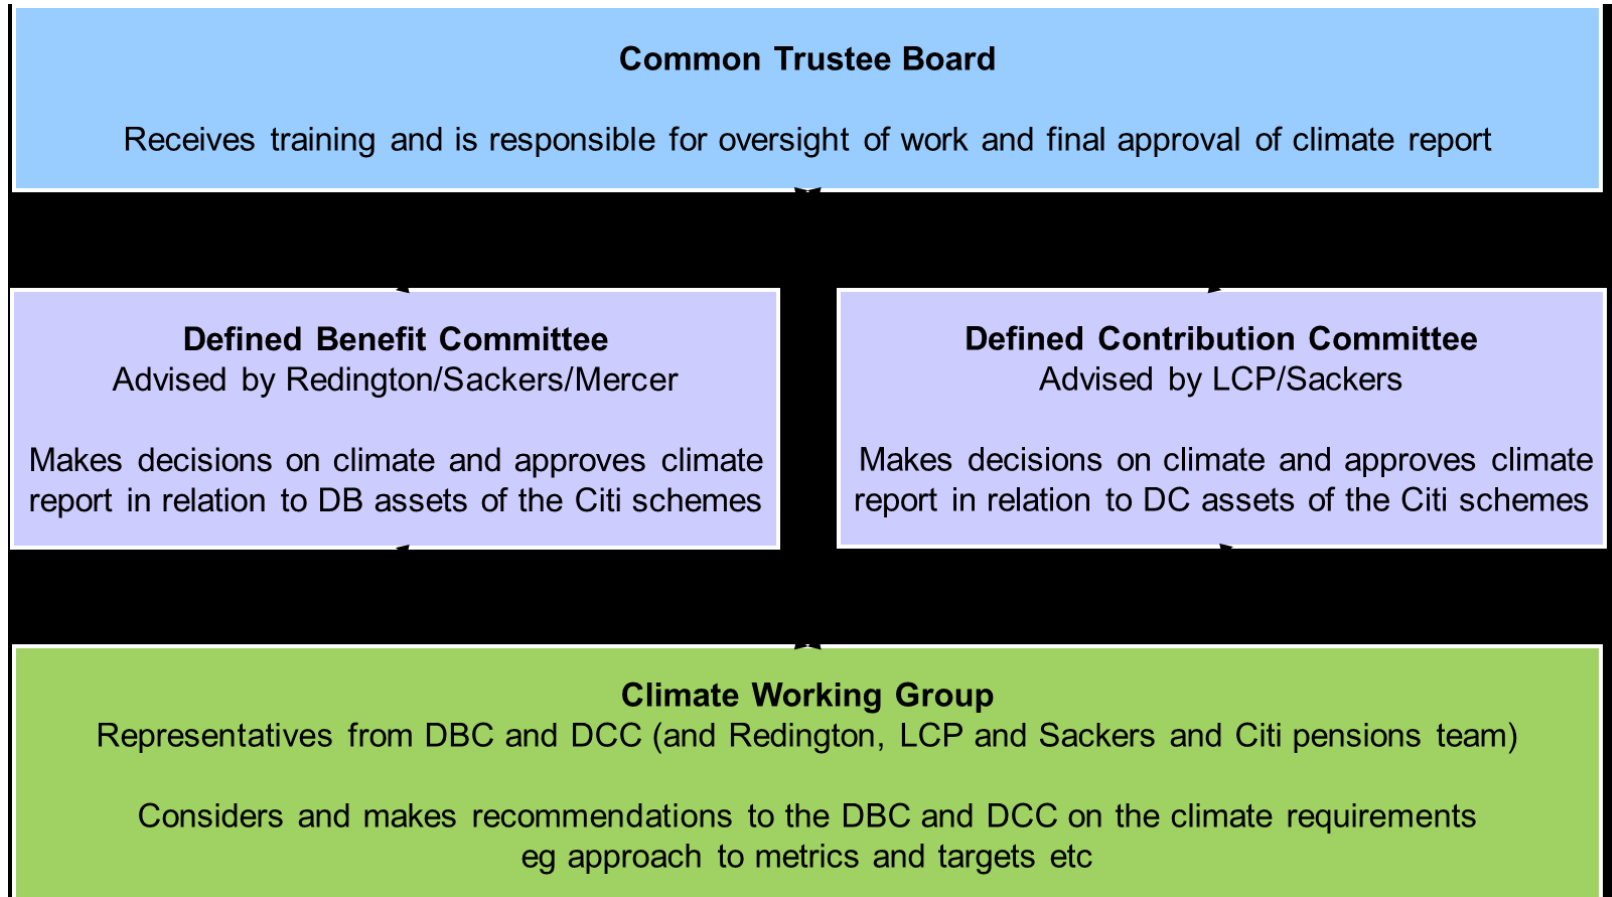 Common Trustee Board
Receives training and is responsible for oversight of work and final approval of climate report
Defined Benefit Committee
Advised by Redington/Sackers/Mercer
Makes decisions on climate and approves climate
report in relation to DB assets of the Citi schemes
Defined Contribution Committee
Advised by LCP/Sackers
Makes decisions on climate and approves climate
report in relation to DC assets of the Citi schemes
Climate Working Group
Representatives from DBC and DCC (and Redington, LCP and Sackers and Citi pensions team)
Considers and makes recommendations to the DBC and DCC on the climate requirements
eg approach to metrics and targets etc